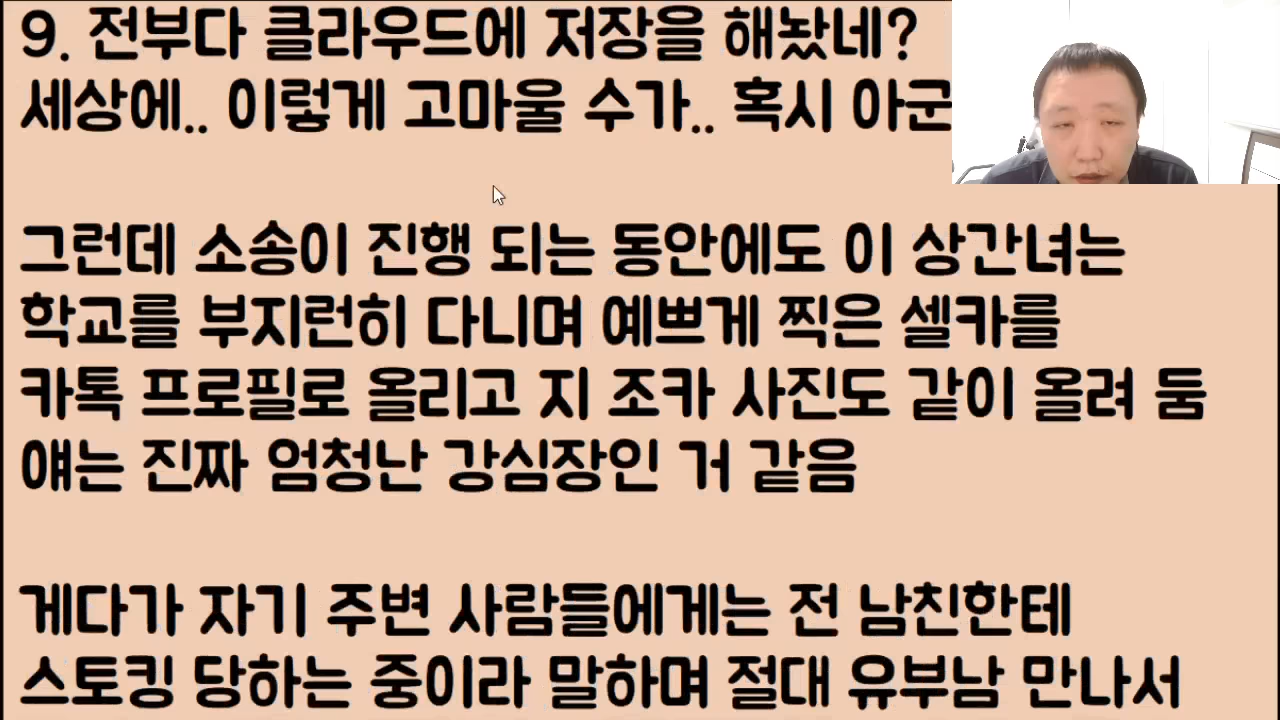 9. 전부다 클라우드에 저장을 해놨네?
세상에.. 이렇게 고마울 수가.. 혹시 아군
그런데 소송이 진행 되는 동안에도 이 상간녀는
학교를 부지런히 다니며 예쁘게 찍은 셀카를
카톡 프로필로 올리고 지 조카 사진도 같이 올려 둠
얘는 진짜 엄청난 강심장인 거 같음
게다가 자기 주변 사람들에게는 전 남친한테
스토킹 당하는 중이라 말하며 절대 유부남 만나서